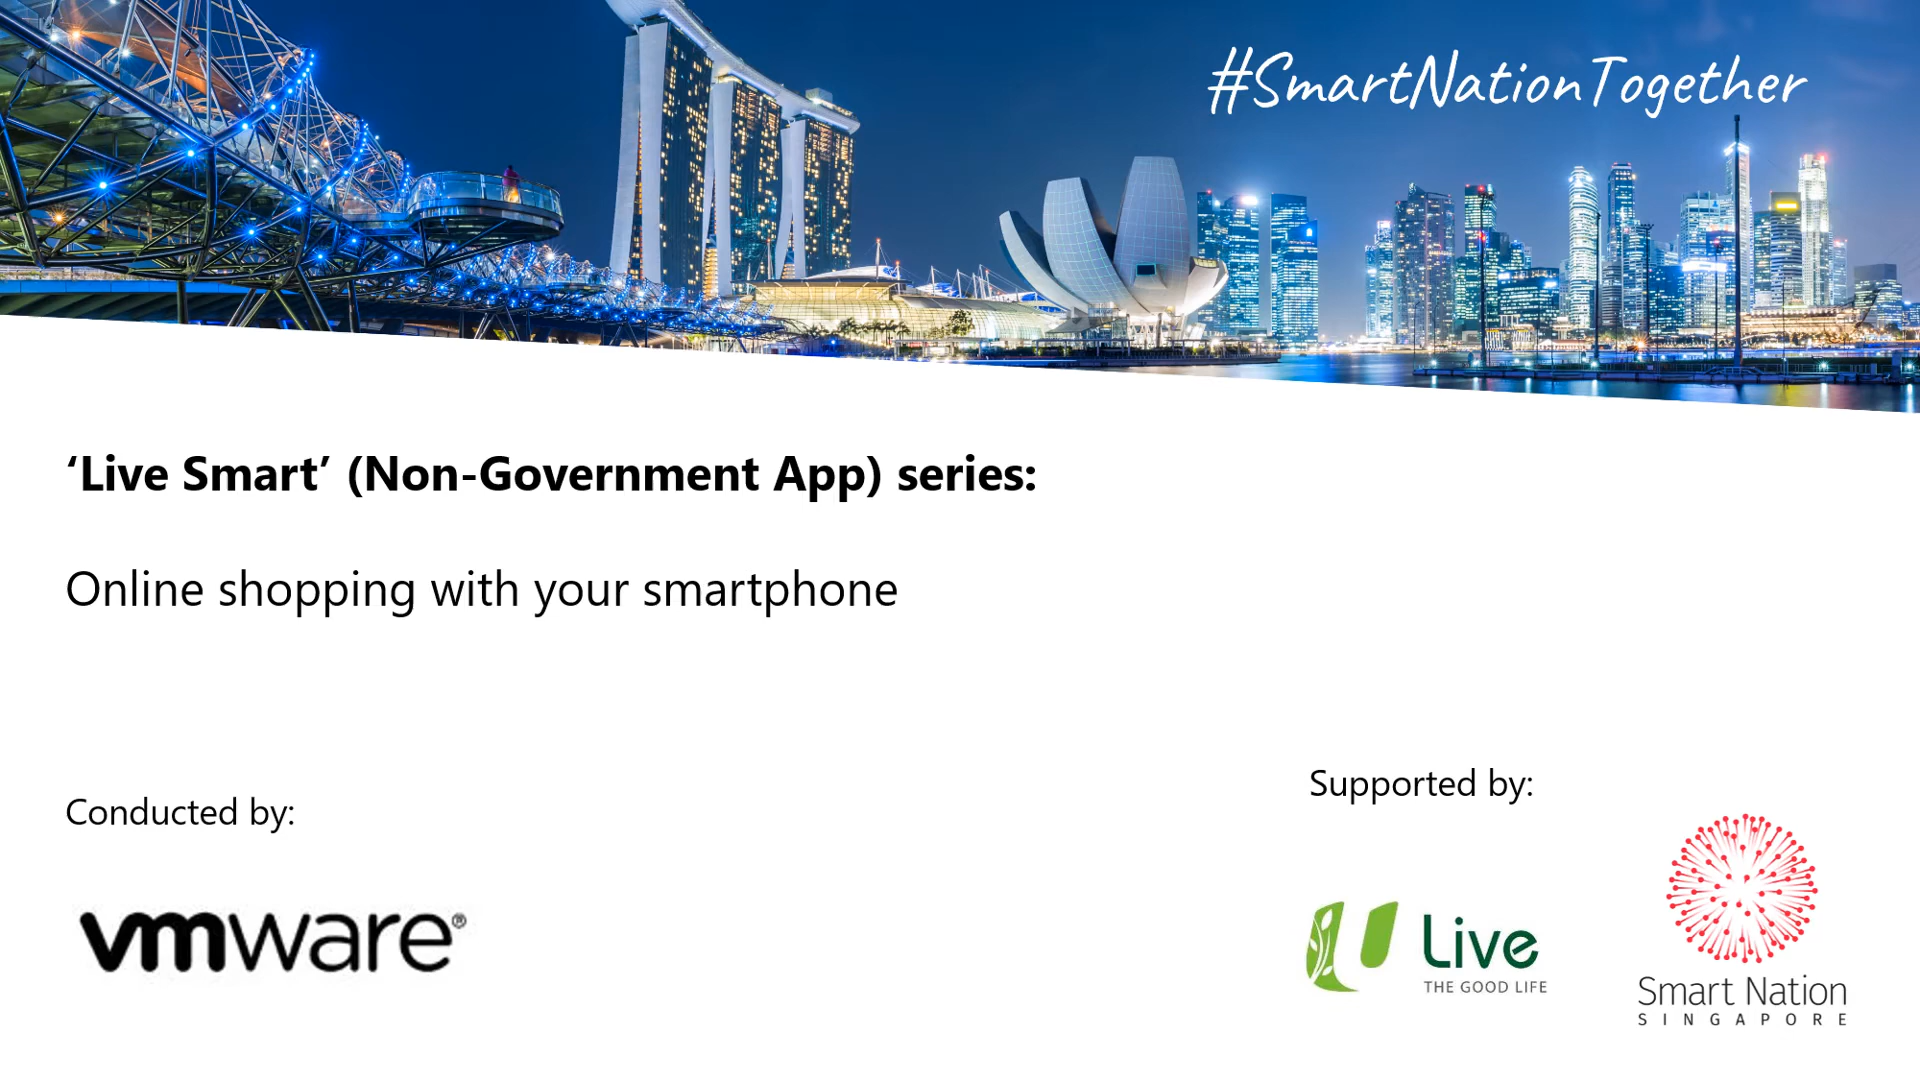 #SmartNationTogether
‘Live Smart’ (Non-Government App) series:
Online shopping with your smartphone
Supported by:
Conducted by:
vmware®
U Live
THE GOOD LIFE
Smart Nation
SINGAPORE